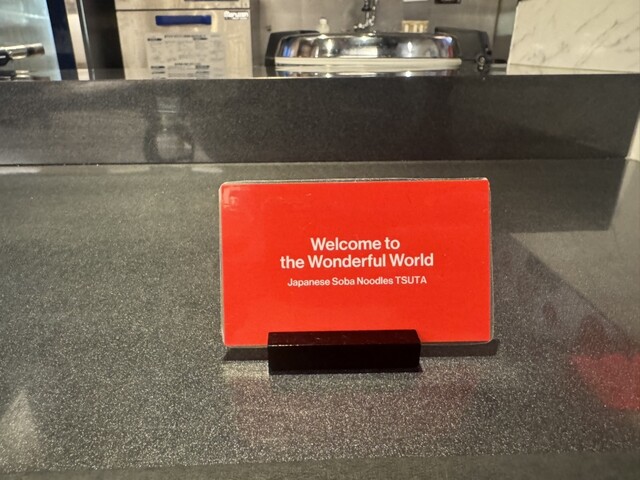 Welcome to
the Wonderful World
Japanese Soba Noodles TSUTA